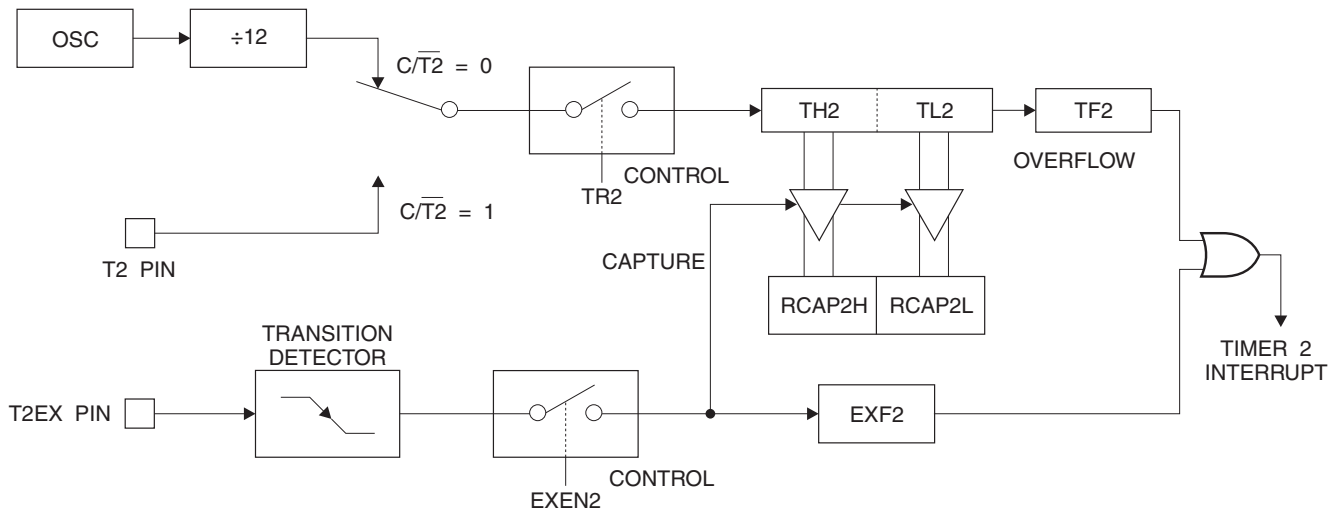 OSC
÷12
C/T2̅ = 0
TH2
TL2
TF2
OVERFLOW
CONTROL
TR2
C/T2̅ = 1
T2 PIN
CAPTURE
RCAP2H
RCAP2L
TRANSITION
DETECTOR
TIMER 2
INTERRUPT
T2EX PIN
EXF2
CONTROL
EXEN2